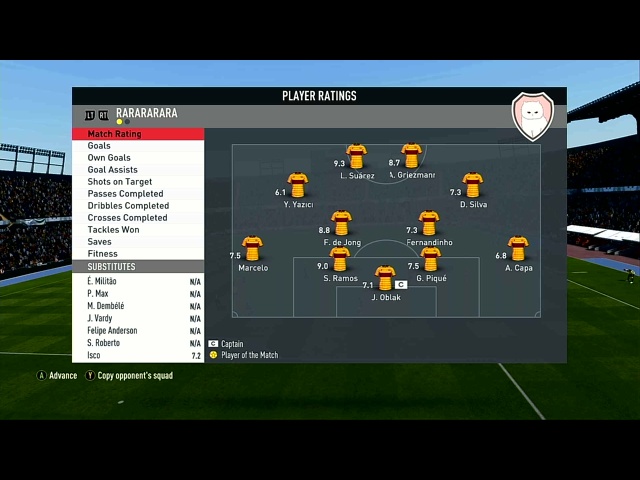 PLAYER RATINGS
LT RT RARARARARA
Match Rating
Goals
Own Goals
Goal Assists
Shots on Target
Passes Completed
Dribbles Completed
Crosses Completed
Tackles Won
Saves
Fitness
SUBSTITUTES
É. Militão N/A
P. Max N/A
M. Dembélé N/A
J. Vardy N/A
Felipe Anderson N/A
S. Roberto N/A
Isco 7.2
9.3 8.7
L. Suárez A. Griezmann
6.1 7.3
Y. Yazıcı D. Silva
8.8 7.3
F. de Jong Fernandinho
7.5 9.0 7.5 6.8
Marcelo S. Ramos G. Piqué A. Capa
7.1 C
J. Oblak
C Captain
Player of the Match
A Advance Y Copy opponent's squad